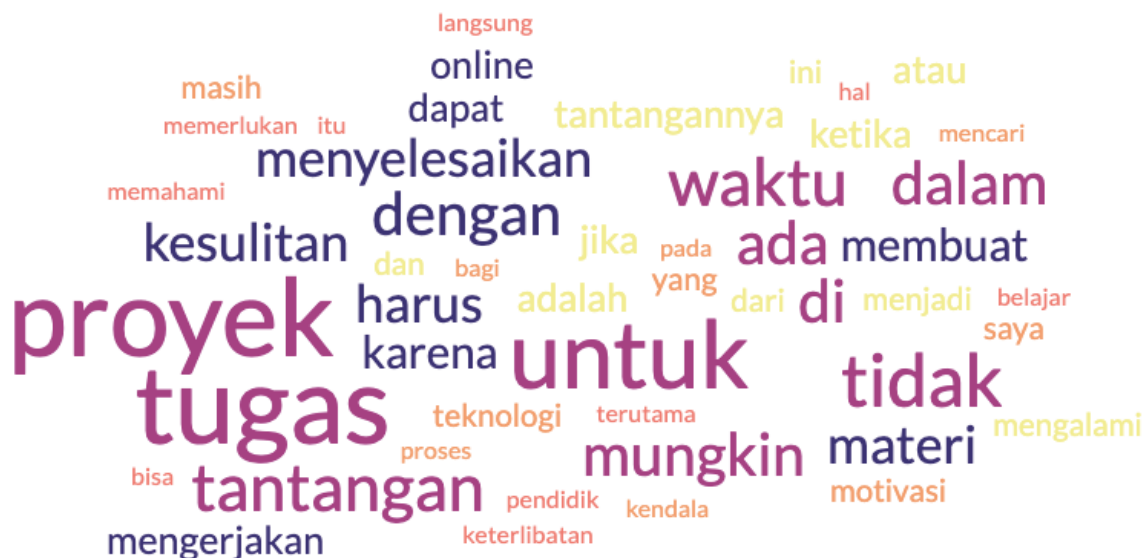 langsung
online
masih
ini
atau
hal
dapat
tantangannya
memerlukan
itu
ketika
mencari
menyelesaikan
memahami
waktu
dalam
dengan
kesulitan
jika
pada
ada
membuat
dan
bagi
yang
proyek
harus
adalah
dari
di
menjadi
belajar
saya
karena
untuk
tidak
tugas
teknologi
terutama
mengalami
proses
mungkin
materi
bisa
tantangan
pendidik
kendala
motivasi
mengerjakan
keterlibatan